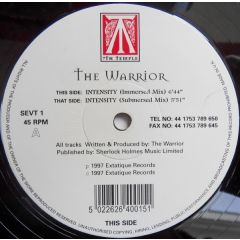 7TH TEMPLE
THE WARRIOR
THIS SIDE: INTENSITY (Immersed Mix) 6'44"
THAT SIDE: INTENSITY (Submersed Mix) 5'51"
SEVT 1
45 RPM
A
TEL NO: 44 1753 789 650
FAX NO: 44 1753 789 645
All tracks Written & Produced by: The Warrior
Published by: Sherlock Holmes Music Limited
℗ 1997 Extatique Records
© 1997 Extatique Records
5 022626 400151
THIS SIDE